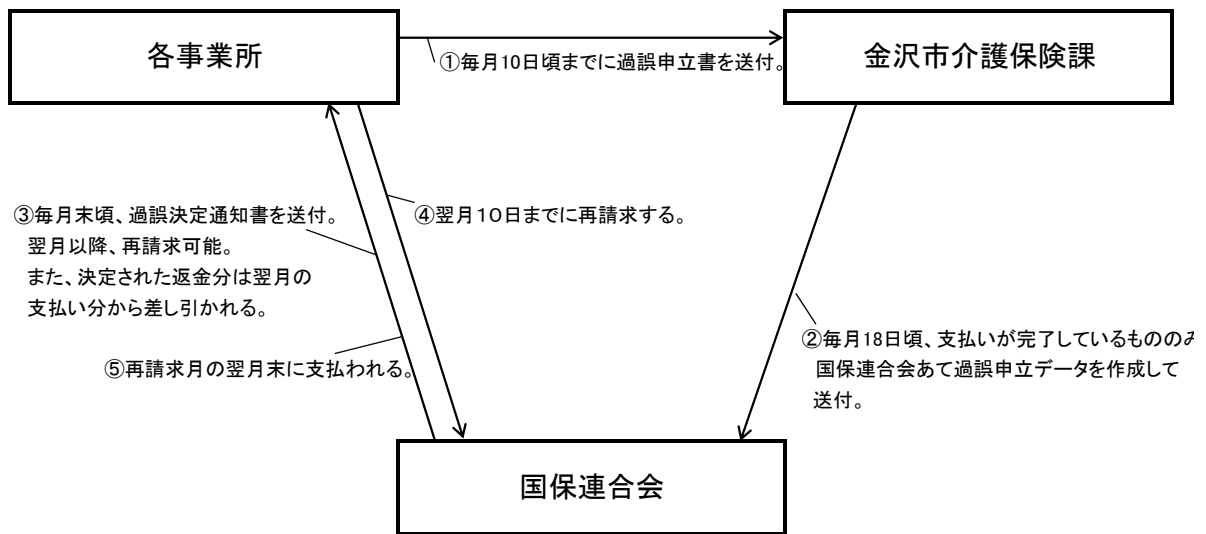 各事業所
金沢市介護保険課
①毎月10日頃までに過誤申立書を送付。
③毎月末頃、過誤決定通知書を送付。
翌月以降、再請求可能。
また、決定された返金分は翌月の
支払い分から差し引かれる。
④翌月１０日までに再請求する。
②毎月18日頃、支払いが完了しているもののみ
国保連合会あて過誤申立データを作成して
送付。
⑤再請求月の翌月末に支払われる。
国保連合会